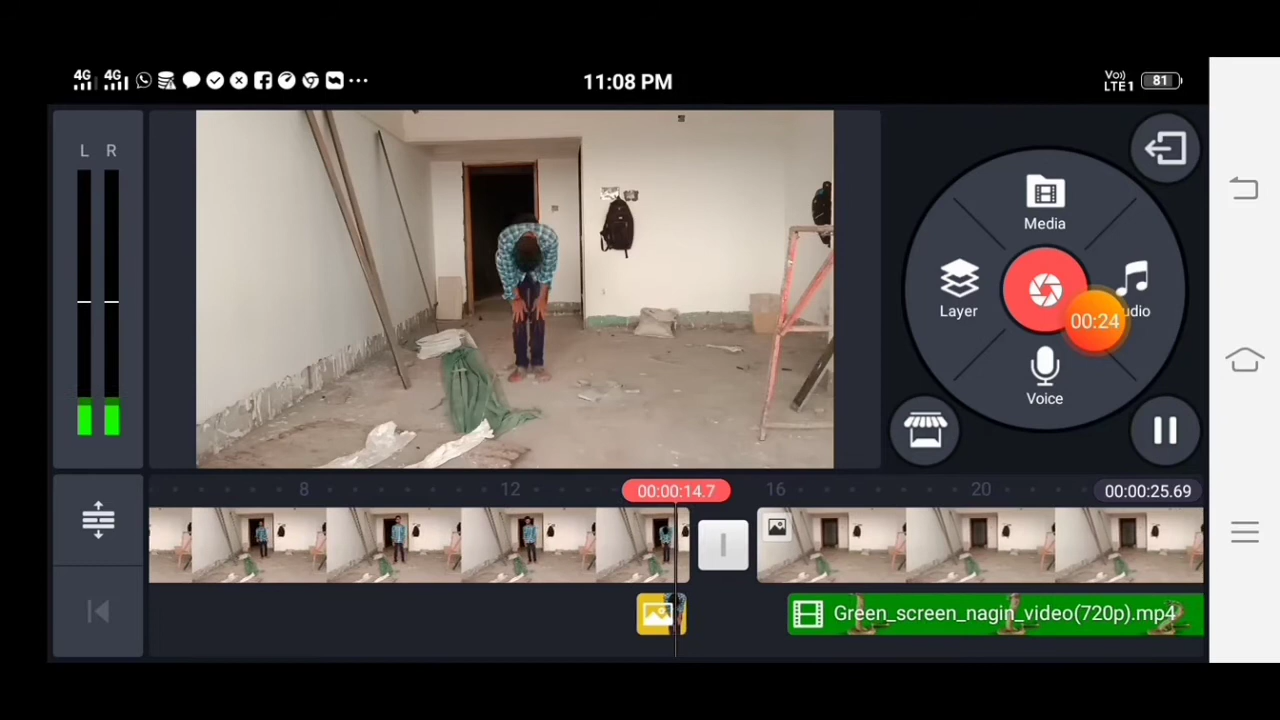 4G 4G 11:08 PM Vo) LTE1 81
L R
Media
Layer
00:24
udio
Voice
8 12 00:00:14.7 16 20 00:00:25.69
Green_screen_nagin_video(720p).mp4